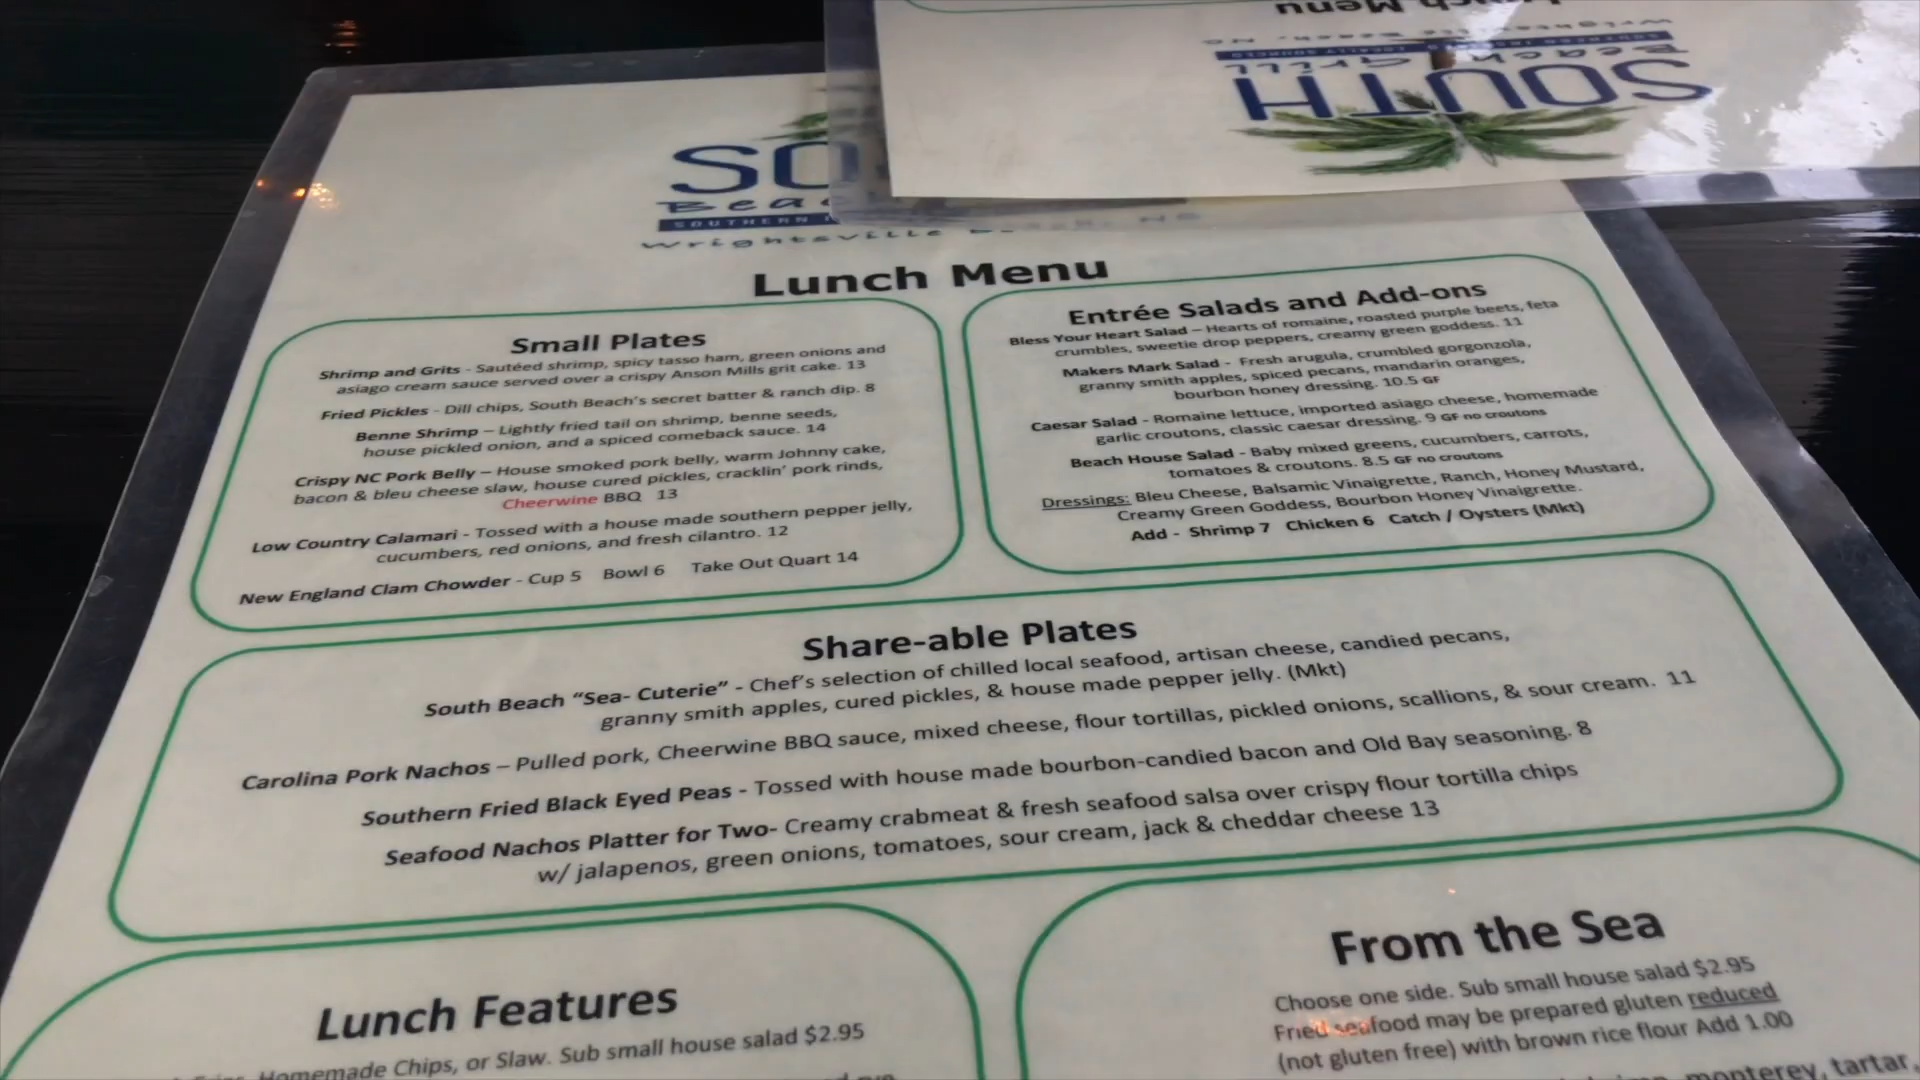 Lunch Menu
SOUTH
Beach Grill
SOUTHERN INSPIRED LOCALLY SOURCED
Wrightsville Beach, NC
SO
Beac
SOUTHERN
Wrightsville Beach, NC
Lunch Menu
Small Plates
Shrimp and Grits - Sautéed shrimp, spicy tasso ham, green onions and
asiago cream sauce served over a crispy Anson Mills grit cake. 13
Fried Pickles - Dill chips, South Beach's secret batter & ranch dip. 8
Benne Shrimp – Lightly fried tail on shrimp, benne seeds,
house pickled onion, and a spiced comeback sauce. 14
Crispy NC Pork Belly – House smoked pork belly, warm Johnny cake,
bacon & bleu cheese slaw, house cured pickles, cracklin' pork rinds,
Cheerwine BBQ 13
Low Country Calamari - Tossed with a house made southern pepper jelly,
cucumbers, red onions, and fresh cilantro. 12
New England Clam Chowder - Cup 5 Bowl 6 Take Out Quart 14
Entrée Salads and Add-ons
Bless Your Heart Salad – Hearts of romaine, roasted purple beets, feta
crumbles, sweetie drop peppers, creamy green goddess. 11
Makers Mark Salad - Fresh arugula, crumbled gorgonzola,
granny smith apples, spiced pecans, mandarin oranges,
bourbon honey dressing. 10.5 GF
Caesar Salad - Romaine lettuce, imported asiago cheese, homemade
garlic croutons, classic caesar dressing. 9 GF no croutons
Beach House Salad - Baby mixed greens, cucumbers, carrots,
tomatoes & croutons. 8.5 GF no croutons
Dressings: Bleu Cheese, Balsamic Vinaigrette, Ranch, Honey Mustard,
Creamy Green Goddess, Bourbon Honey Vinaigrette.
Add - Shrimp 7 Chicken 6 Catch / Oysters (Mkt)
Share-able Plates
South Beach “Sea- Cuterie” - Chef's selection of chilled local seafood, artisan cheese, candied pecans,
granny smith apples, cured pickles, & house made pepper jelly. (Mkt)
Carolina Pork Nachos – Pulled pork, Cheerwine BBQ sauce, mixed cheese, flour tortillas, pickled onions, scallions, & sour cream. 11
Southern Fried Black Eyed Peas - Tossed with house made bourbon-candied bacon and Old Bay seasoning. 8
Seafood Nachos Platter for Two- Creamy crabmeat & fresh seafood salsa over crispy flour tortilla chips
w/ jalapenos, green onions, tomatoes, sour cream, jack & cheddar cheese 13
Lunch Features
Homemade Chips, or Slaw. Sub small house salad $2.95
From the Sea
Choose one side. Sub small house salad $2.95
Fried seafood may be prepared gluten reduced
(not gluten free) with brown rice flour Add 1.00
monterey, tartar,